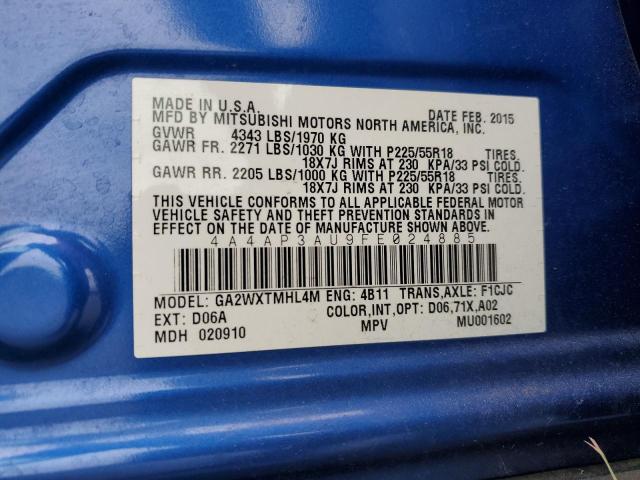 MADE IN U.S.A. DATE FEB. 2015
MFD BY MITSUBISHI MOTORS NORTH AMERICA, INC.
GVWR 4343 LBS/1970 KG
GAWR FR. 2271 LBS/1030 KG WITH P225/55R18 TIRES,
18X7J RIMS AT 230 KPA/33 PSI COLD.
GAWR RR. 2205 LBS/1000 KG WITH P225/55R18 TIRES,
18X7J RIMS AT 230 KPA/33 PSI COLD.
THIS VEHICLE CONFORMS TO ALL APPLICABLE FEDERAL MOTOR
VEHICLE SAFETY AND THEFT PREVENTION STANDARDS IN
EFFECT ON THE DATE OF MANUFACTURE SHOWN ABOVE.
4A4AP3AU9FE024885
MODEL: GA2WXTMHL4M ENG: 4B11 TRANS,AXLE: F1CJC
EXT: D06A COLOR,INT,OPT: D06,71X,A02
MDH 020910 MPV MU001602